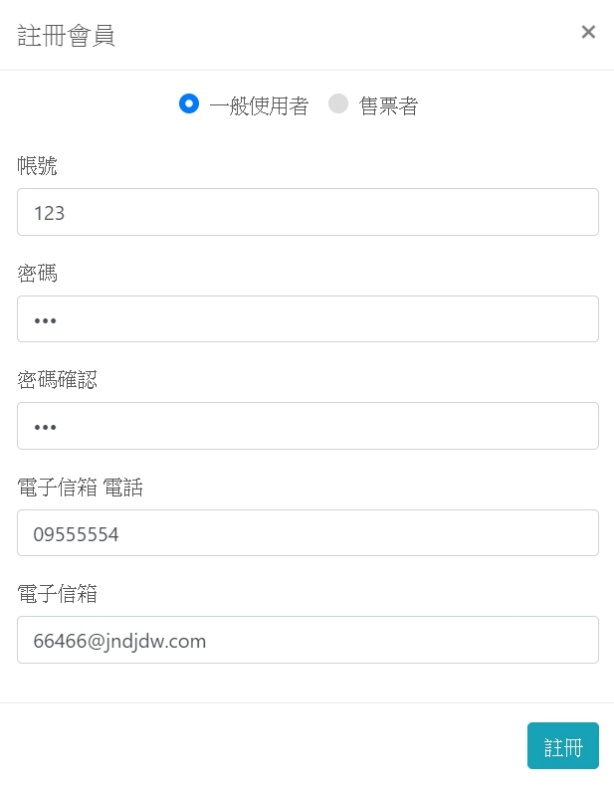 註冊會員 ×
一般使用者 售票者
帳號
123
密碼
•••
密碼確認
•••
電子信箱 電話
09555554
電子信箱
66466@jndjdw.com
註冊